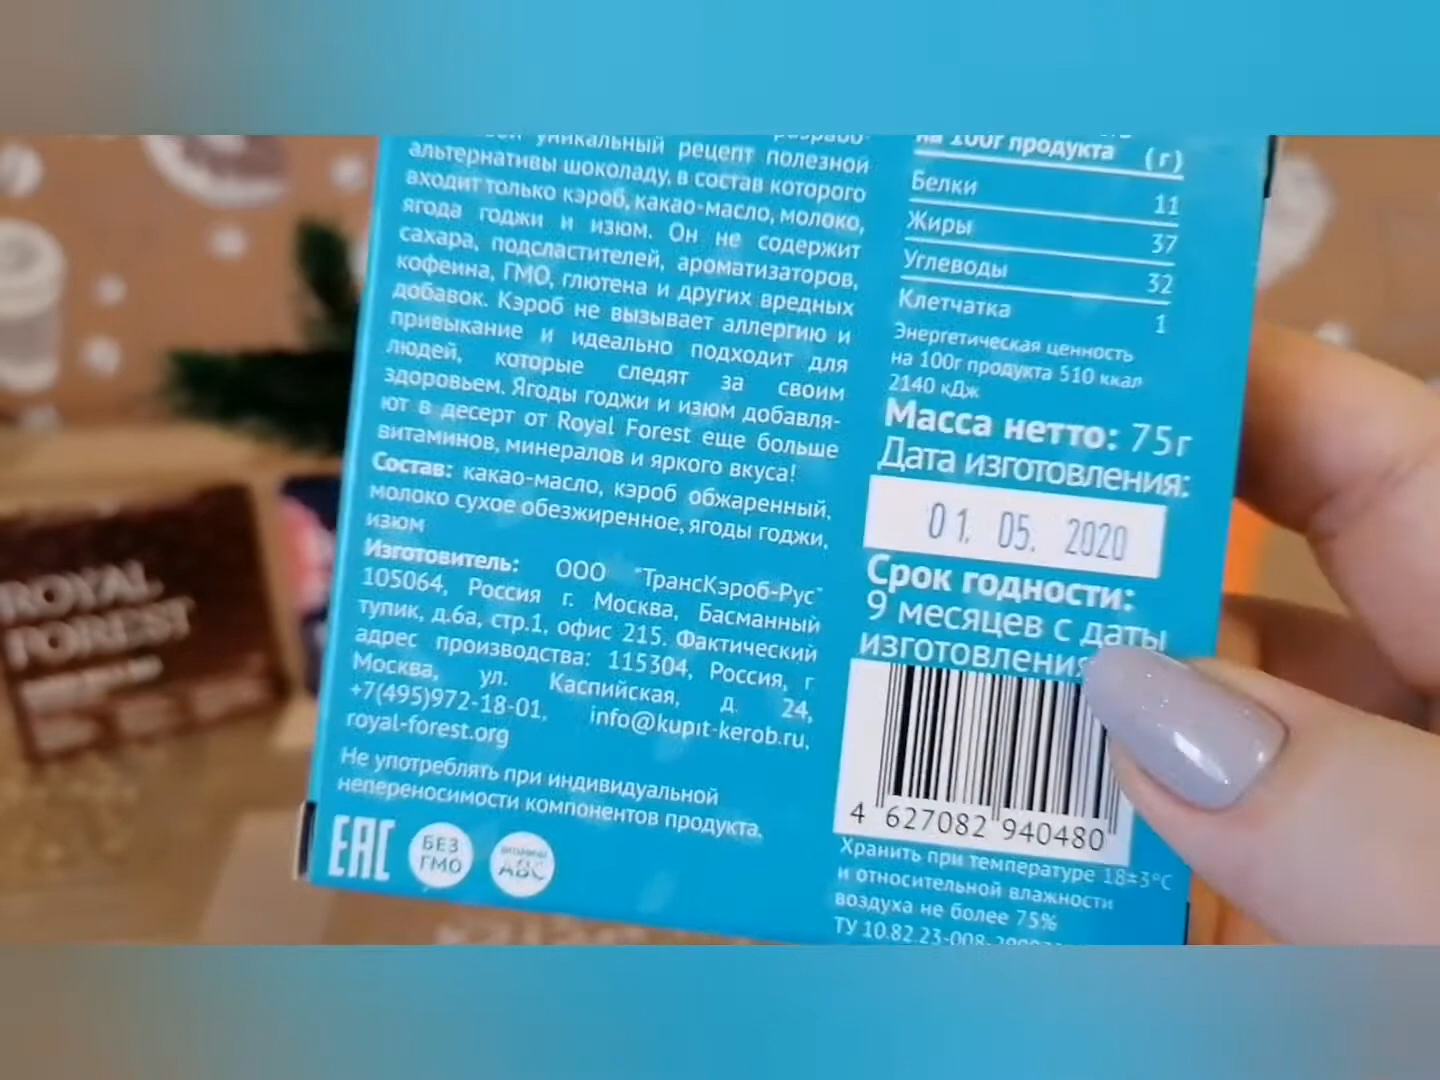 уникальный рецепт полезной
альтернативы шоколаду, в состав которого
входит только кэроб, какао-масло, молоко,
ягода годжи и изюм. Он не содержит
сахара, подсластителей, ароматизаторов,
кофеина, ГМО, глютена и других вредных
добавок. Кэроб не вызывает аллергию и
привыкание и идеально подходит для
людей, которые следят за своим
здоровьем. Ягоды годжи и изюм добавля-
ют в десерт от Royal Forest еще больше
витаминов, минералов и яркого вкуса!
Состав: какао-масло, кэроб обжаренный,
молоко сухое обезжиренное, ягоды годжи,
изюм
Изготовитель: ООО "ТрансКэроб-Рус"
105064, Россия г. Москва, Басманный
тупик, д.6а, стр.1, офис 215. Фактический
адрес производства: 115304, Россия, г
Москва, ул. Каспийская, д. 24,
+7(495)972-18-01, info@kupit-kerob.ru,
royal-forest.org
Не употреблять при индивидуальной
непереносимости компонентов продукта.
EAC
БЕЗ
ГМО
ABC
на 100г продукта (г)
Белки 11
Жиры 37
Углеводы 32
Клетчатка 1
Энергетическая ценность
на 100г продукта 510 ккал
2140 кДж
Масса нетто: 75г
Дата изготовления:
01. 05. 2020
Срок годности:
9 месяцев с даты
изготовления
4 627082 940480
Хранить при температуре 18±3°С
и относительной влажности
воздуха не более 75%
ТУ 10.82.23-008-
ROYAL
FOREST